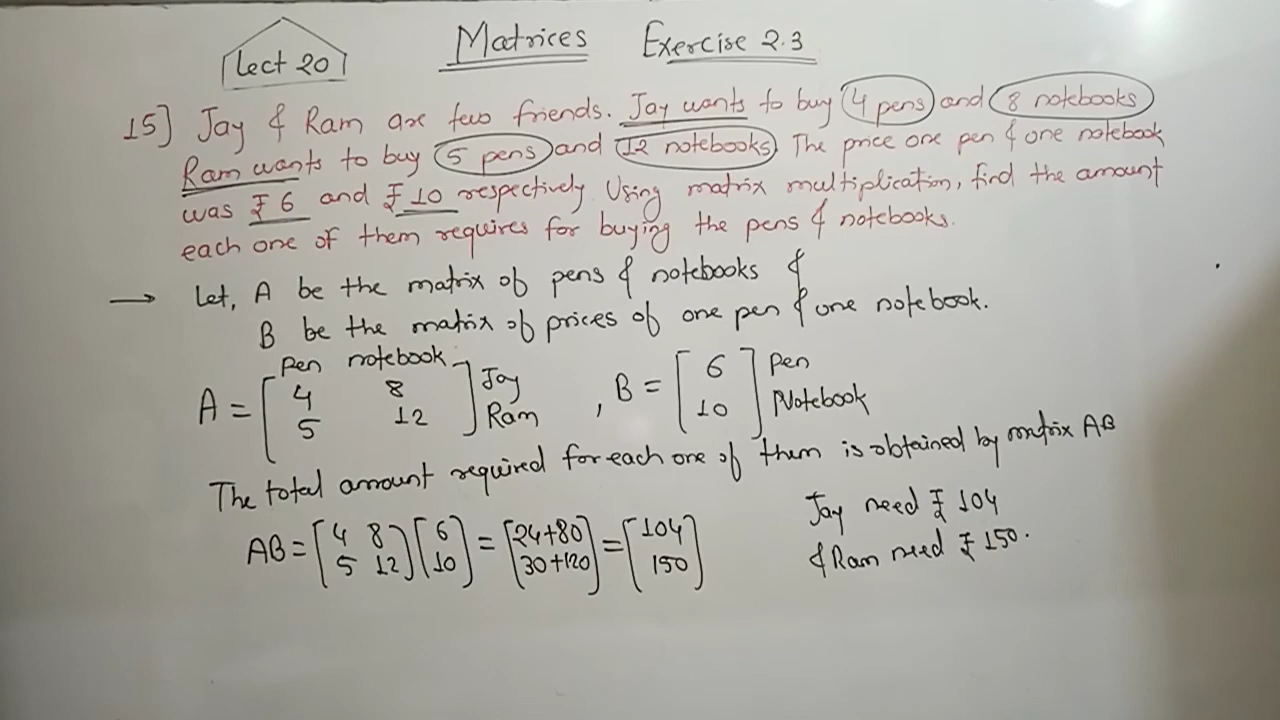 Lect 20
Matrices Exercise 2.3
15] Jay & Ram are two friends. Jay wants to buy 4 pens and 8 notebooks
Ram wants to buy 5 pens and 12 notebooks. The price one pen & one notebook
was ₹ 6 and ₹ 10 respectively. Using matrix multiplication, find the amount
each one of them requires for buying the pens & notebooks.
→ Let, A be the matrix of pens & notebooks &
B be the matrix of prices of one pen & one notebook.
Pen notebook
A = [4 8; 5 12] Jay Ram , B = [6; 10] Pen Notebook
The total amount required for each one of them is obtained by matrix AB
AB = [4 8; 5 12] [6; 10] = [24+80; 30+120] = [104; 150]
Jay need ₹ 104
& Ram need ₹ 150.